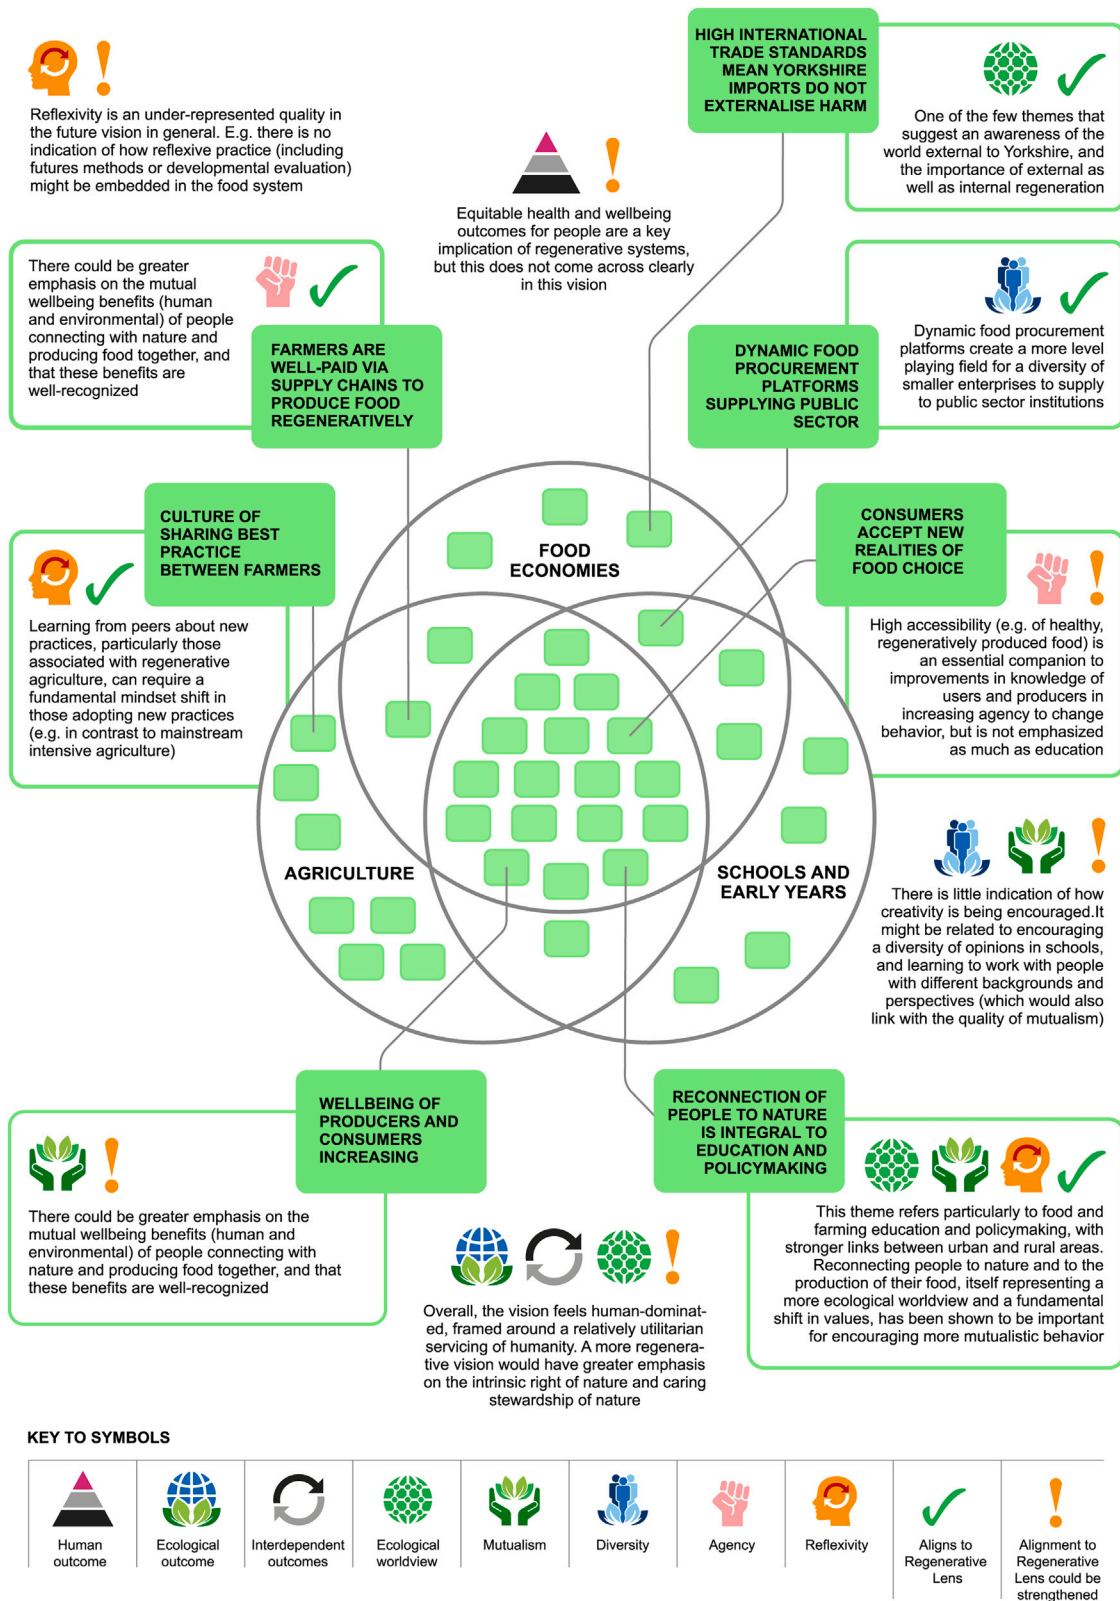 HIGH INTERNATIONAL
TRADE STANDARDS
MEAN YORKSHIRE
IMPORTS DO NOT
EXTERNALISE HARM
One of the few themes that
suggest an awareness of the
world external to Yorkshire, and
the importance of external as
well as internal regeneration
Reflexivity is an under-represented quality in
the future vision in general. E.g. there is no
indication of how reflexive practice (including
futures methods or developmental evaluation)
might be embedded in the food system
Equitable health and wellbeing
outcomes for people are a key
implication of regenerative systems,
but this does not come across clearly
in this vision
There could be greater
emphasis on the mutual
wellbeing benefits (human
and environmental) of people
connecting with nature and
producing food together, and
that these benefits are
well-recognized
FARMERS ARE
WELL-PAID VIA
SUPPLY CHAINS TO
PRODUCE FOOD
REGENERATIVELY
DYNAMIC FOOD
PROCUREMENT
PLATFORMS
SUPPLYING PUBLIC
SECTOR
Dynamic food procurement
platforms create a more level
playing field for a diversity of
smaller enterprises to supply
to public sector institutions
CULTURE OF
SHARING BEST
PRACTICE
BETWEEN FARMERS
Learning from peers about new
practices, particularly those
associated with regenerative
agriculture, can require a
fundamental mindset shift in
those adopting new practices
(e.g. in contrast to mainstream
intensive agriculture)
CONSUMERS
ACCEPT NEW
REALITIES OF
FOOD CHOICE
High accessibility (e.g. of healthy,
regeneratively produced food) is
an essential companion to
improvements in knowledge of
users and producers in
increasing agency to change
behavior, but is not emphasized
as much as education
FOOD
ECONOMIES
AGRICULTURE
SCHOOLS AND
EARLY YEARS
There is little indication of how
creativity is being encouraged.It
might be related to encouraging
a diversity of opinions in schools,
and learning to work with people
with different backgrounds and
perspectives (which would also
link with the quality of mutualism)
WELLBEING OF
PRODUCERS AND
CONSUMERS
INCREASING
There could be greater emphasis on the
mutual wellbeing benefits (human and
environmental) of people connecting with
nature and producing food together, and that
these benefits are well-recognized
RECONNECTION OF
PEOPLE TO NATURE
IS INTEGRAL TO
EDUCATION AND
POLICYMAKING
This theme refers particularly to food and
farming education and policymaking, with
stronger links between urban and rural areas.
Reconnecting people to nature and to the
production of their food, itself representing a
more ecological worldview and a fundamental
shift in values, has been shown to be important
for encouraging more mutualistic behavior
Overall, the vision feels human-dominat-
ed, framed around a relatively utilitarian
servicing of humanity. A more regenera-
tive vision would have greater emphasis
on the intrinsic right of nature and caring
stewardship of nature
KEY TO SYMBOLS
Human
outcome
Ecological
outcome
Interdependent
outcomes
Ecological
worldview
Mutualism
Diversity
Agency
Reflexivity
Aligns to
Regenerative
Lens
Alignment to
Regenerative
Lens could be
strengthened